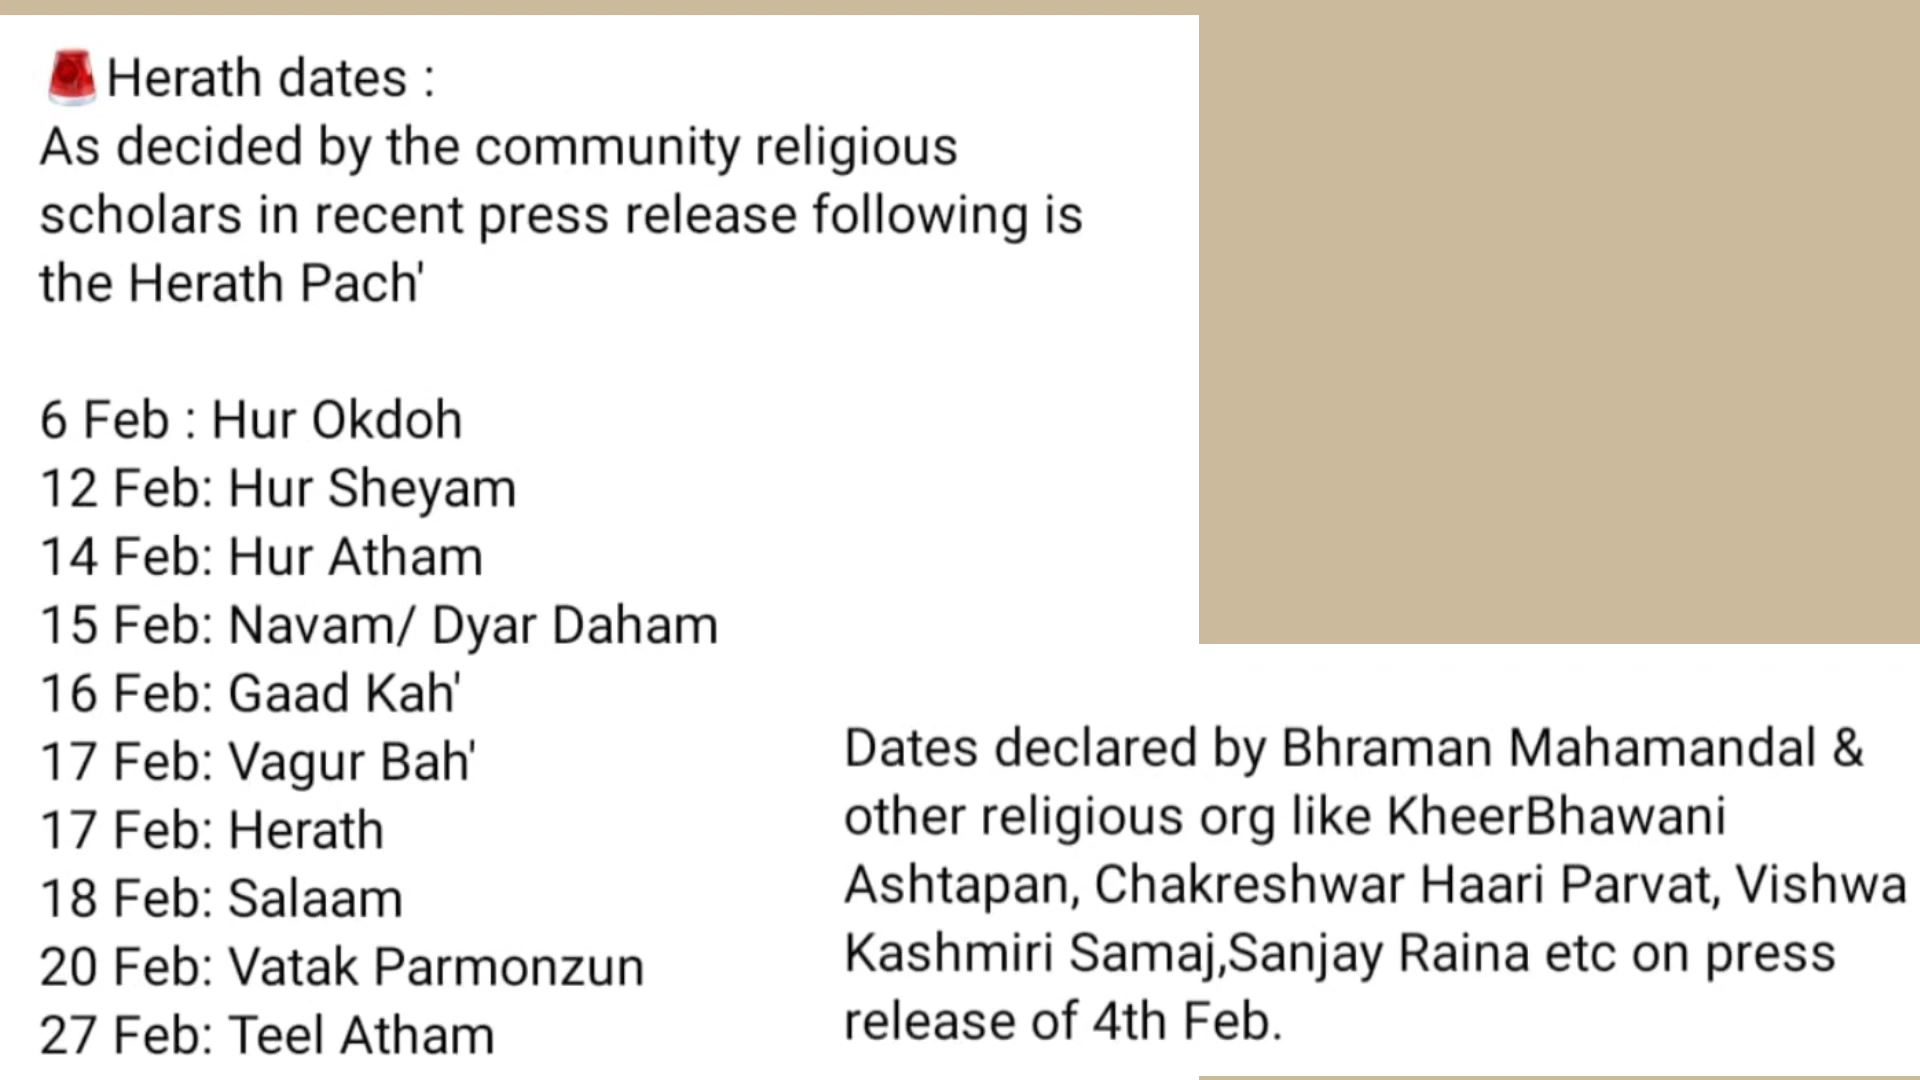 🚨Herath dates :
As decided by the community religious
scholars in recent press release following is
the Herath Pach'
6 Feb : Hur Okdoh
12 Feb: Hur Sheyam
14 Feb: Hur Atham
15 Feb: Navam/ Dyar Daham
16 Feb: Gaad Kah'
17 Feb: Vagur Bah'
17 Feb: Herath
18 Feb: Salaam
20 Feb: Vatak Parmonzun
27 Feb: Teel Atham
Dates declared by Bhraman Mahamandal &
other religious org like KheerBhawani
Ashtapan, Chakreshwar Haari Parvat, Vishwa
Kashmiri Samaj,Sanjay Raina etc on press
release of 4th Feb.